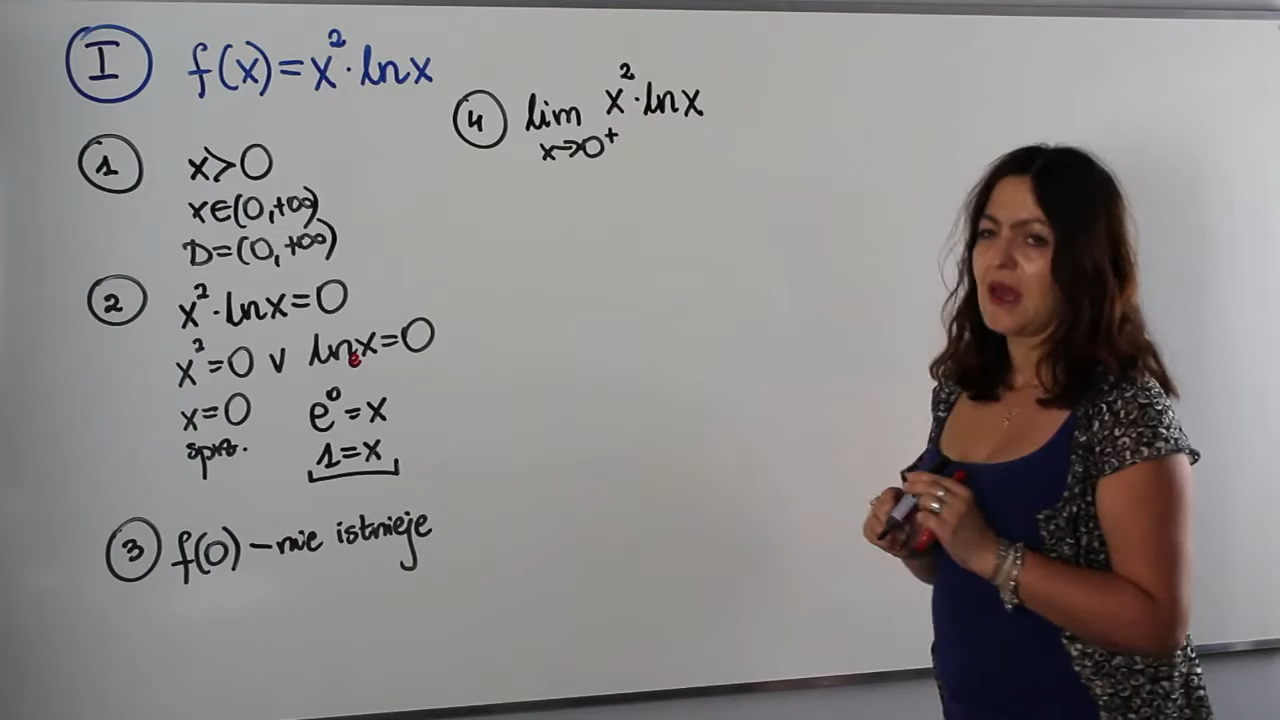 I f(x)=x²·lnx
1 x>0
x∈(0,+∞)
D=(0,+∞)
2 x²·lnx=0
x²=0 ∨ lnₑx=0
x=0 e⁰=x
sprz. 1=x
3 f(0)-nie istnieje
4 lim x²·lnx
x→0⁺